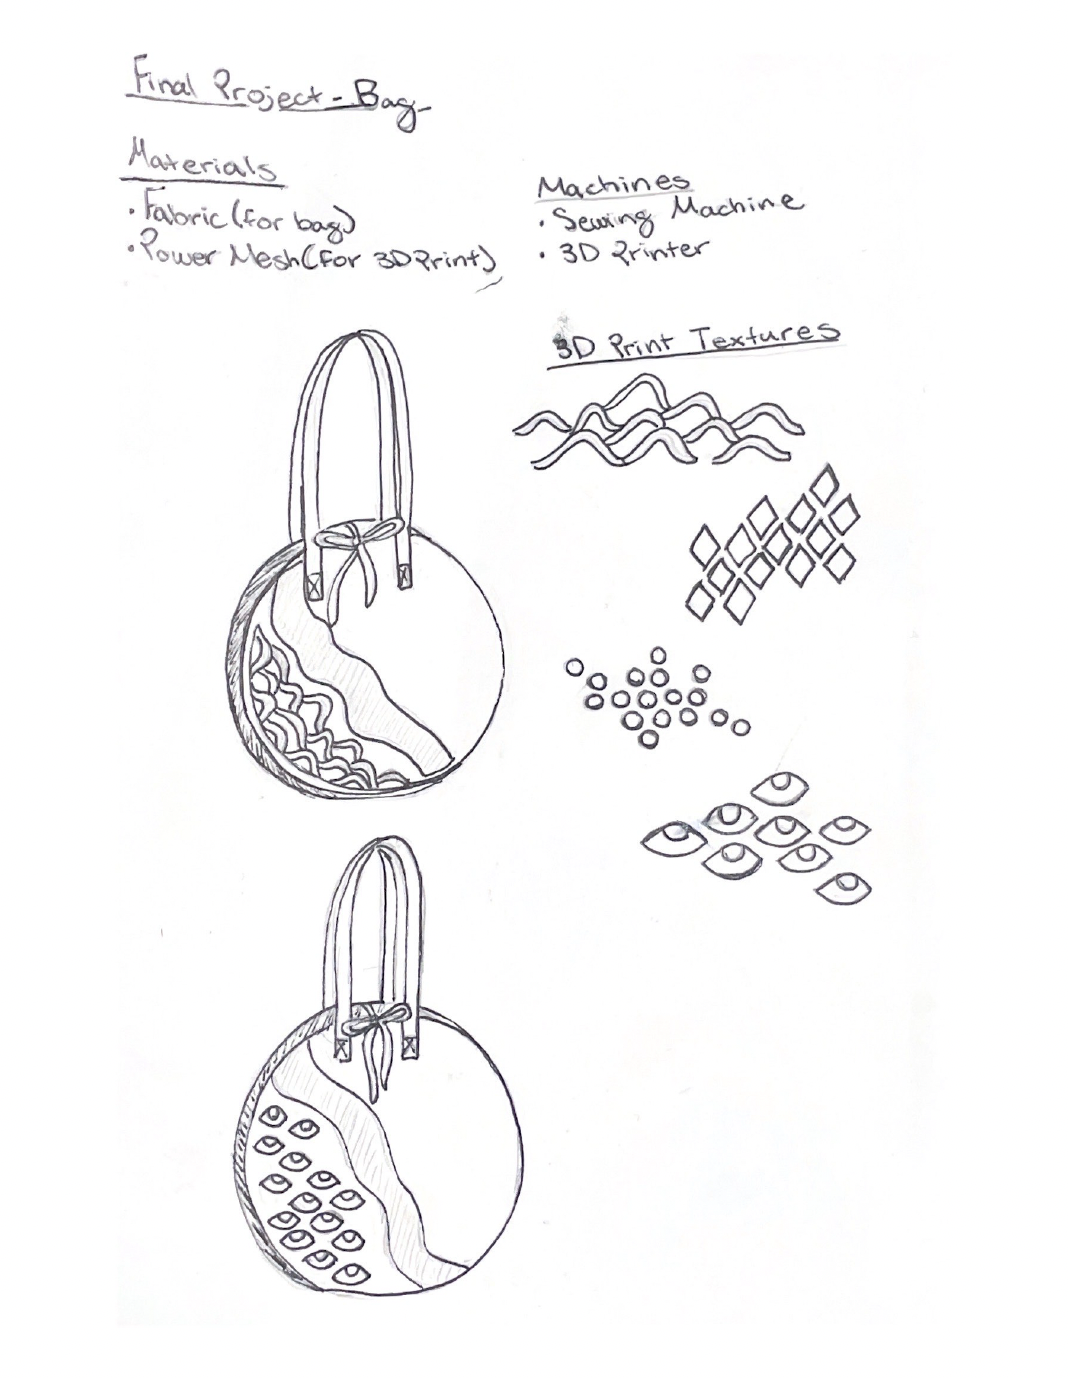 Final Project - Bag
Materials
• Fabric (for bag)
• Power Mesh (for 3D Print)
Machines
• Sewing Machine
• 3D Printer
3D Print Textures